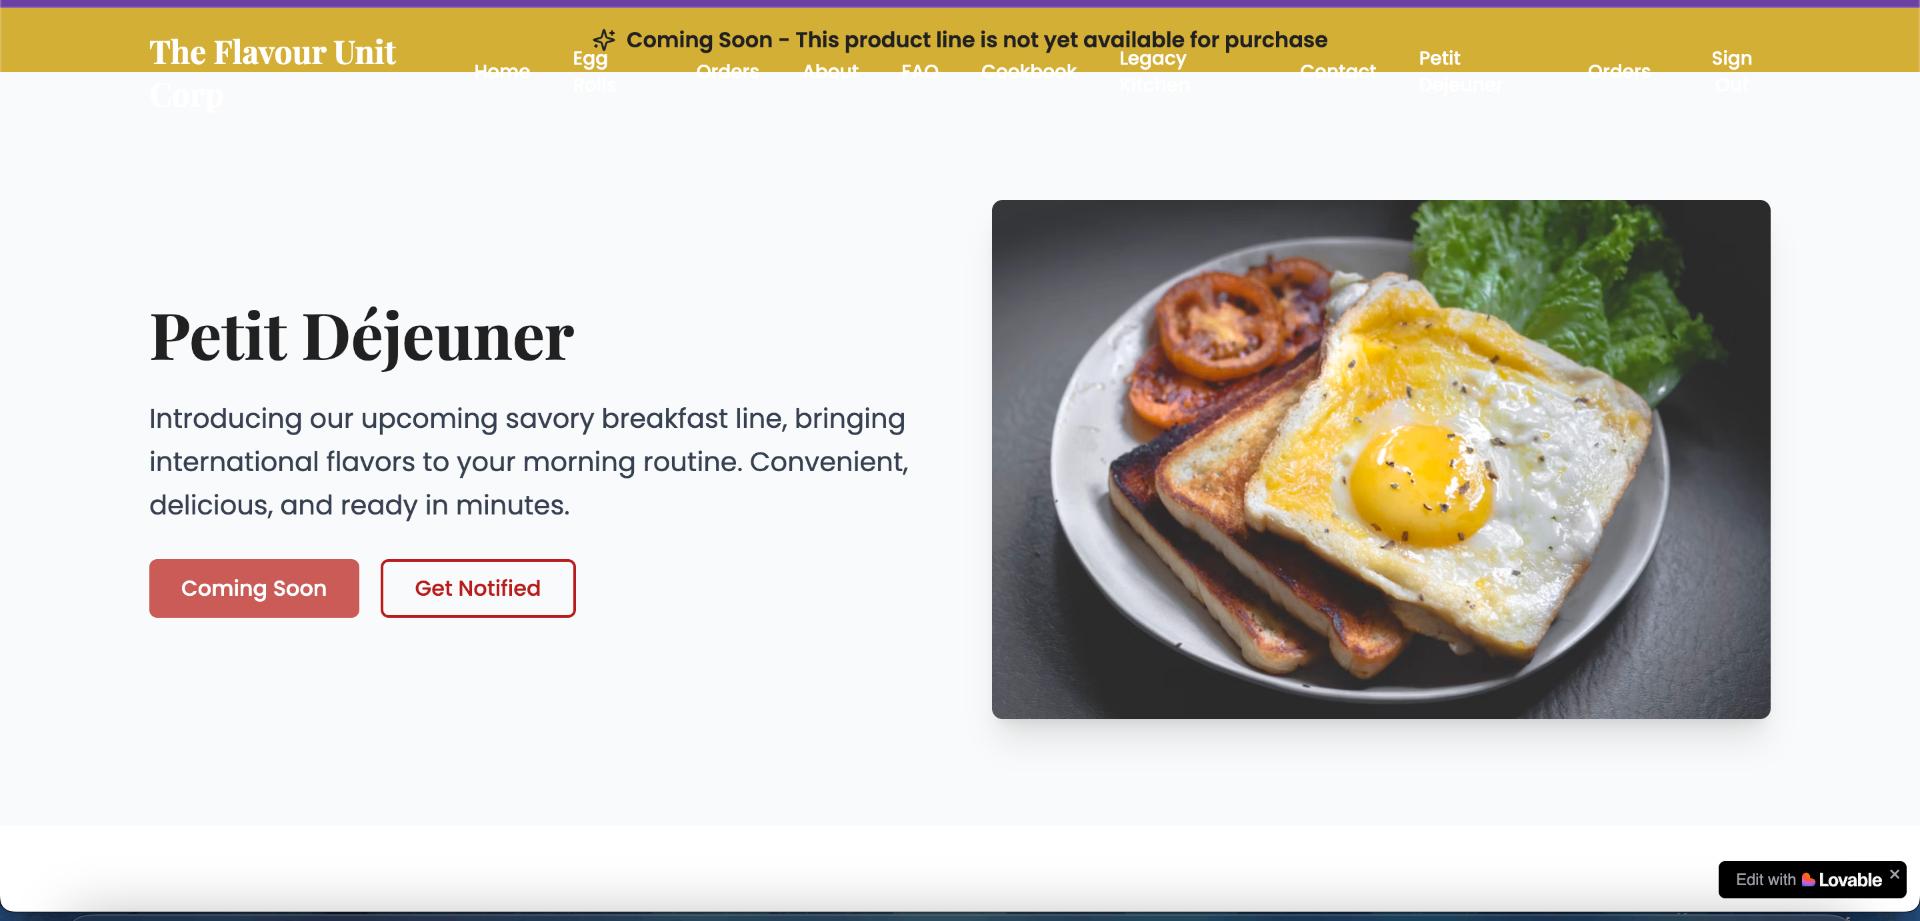 Coming Soon - This product line is not yet available for purchase
The Flavour Unit
Corp
Home
Egg
Rolls
Orders
About
FAQ
Cookbook
Legacy
Kitchen
Contact
Petit
Dejeuner
Orders
Sign
Out
Petit Déjeuner
Introducing our upcoming savory breakfast line, bringing
international flavors to your morning routine. Convenient,
delicious, and ready in minutes.
Coming Soon
Get Notified
Edit with Lovable ×